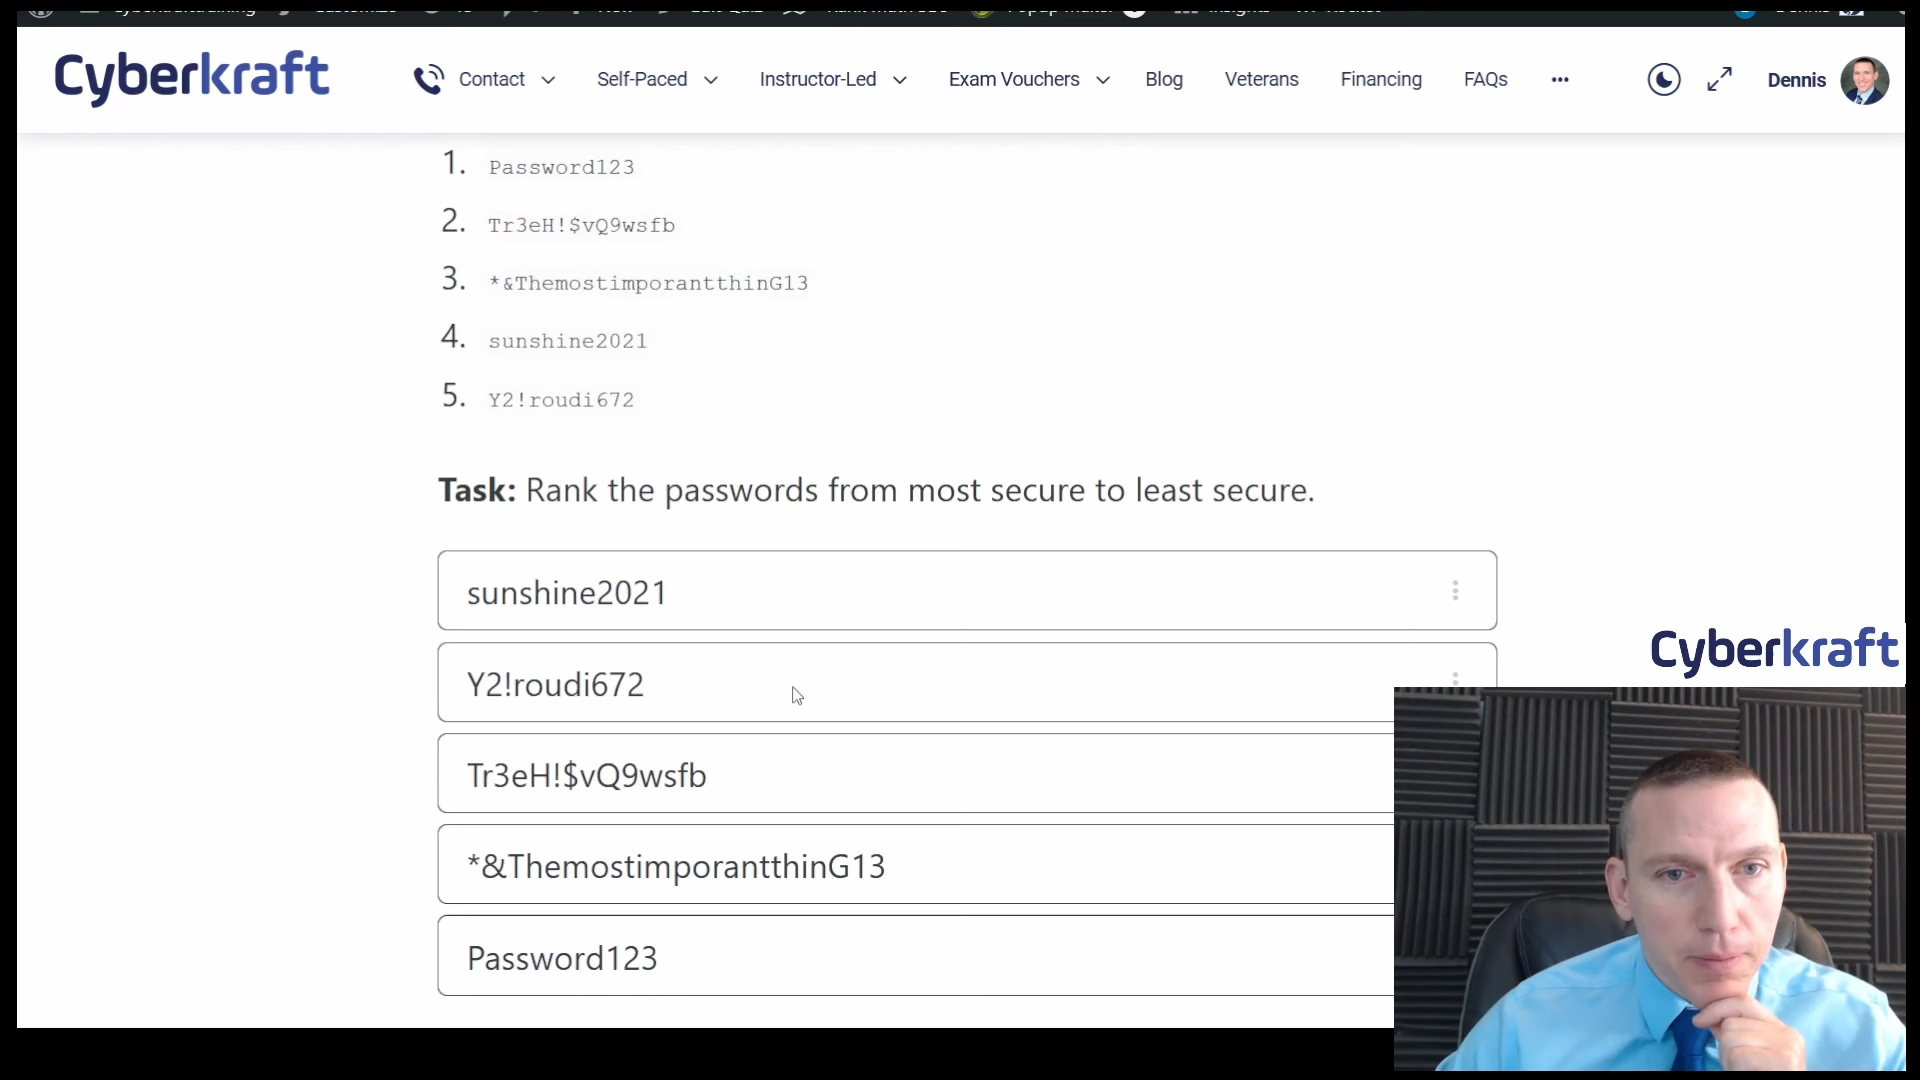 Cyberkraft
Contact
Self-Paced
Instructor-Led
Exam Vouchers
Blog
Veterans
Financing
FAQs
Dennis
1. Password123
2. Tr3eH!$vQ9wsfb
3. *&ThemostimporantthinG13
4. sunshine2021
5. Y2!roudi672
Task: Rank the passwords from most secure to least secure.
sunshine2021
Y2!roudi672
Tr3eH!$vQ9wsfb
*&ThemostimporantthinG13
Password123
Cyberkraft